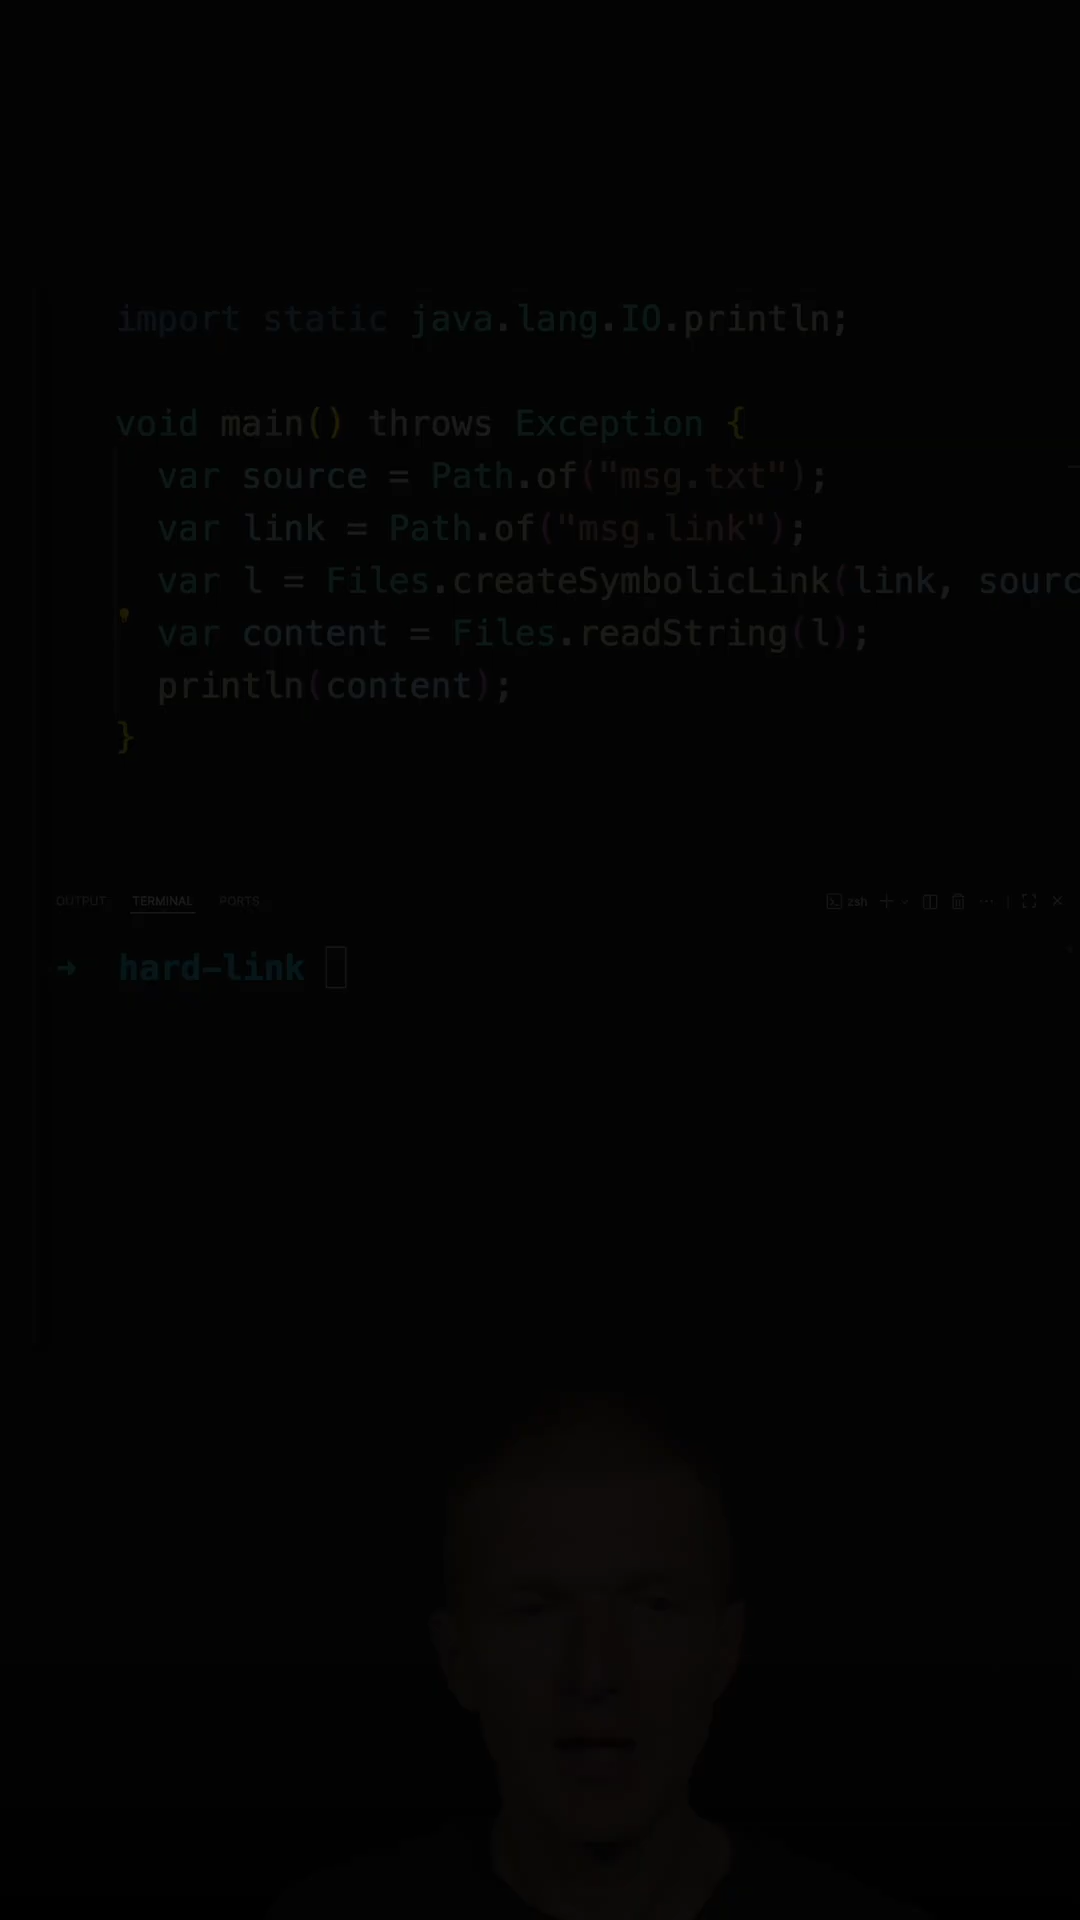 import static java.lang.IO.println;
void main() throws Exception {
var source = Path.of("msg.txt");
var link = Path.of("msg.link");
var l = Files.createSymbolicLink(link, sourc
var content = Files.readString(l);
println(content);
}
OUTPUT TERMINAL PORTS zsh
→ hard-link